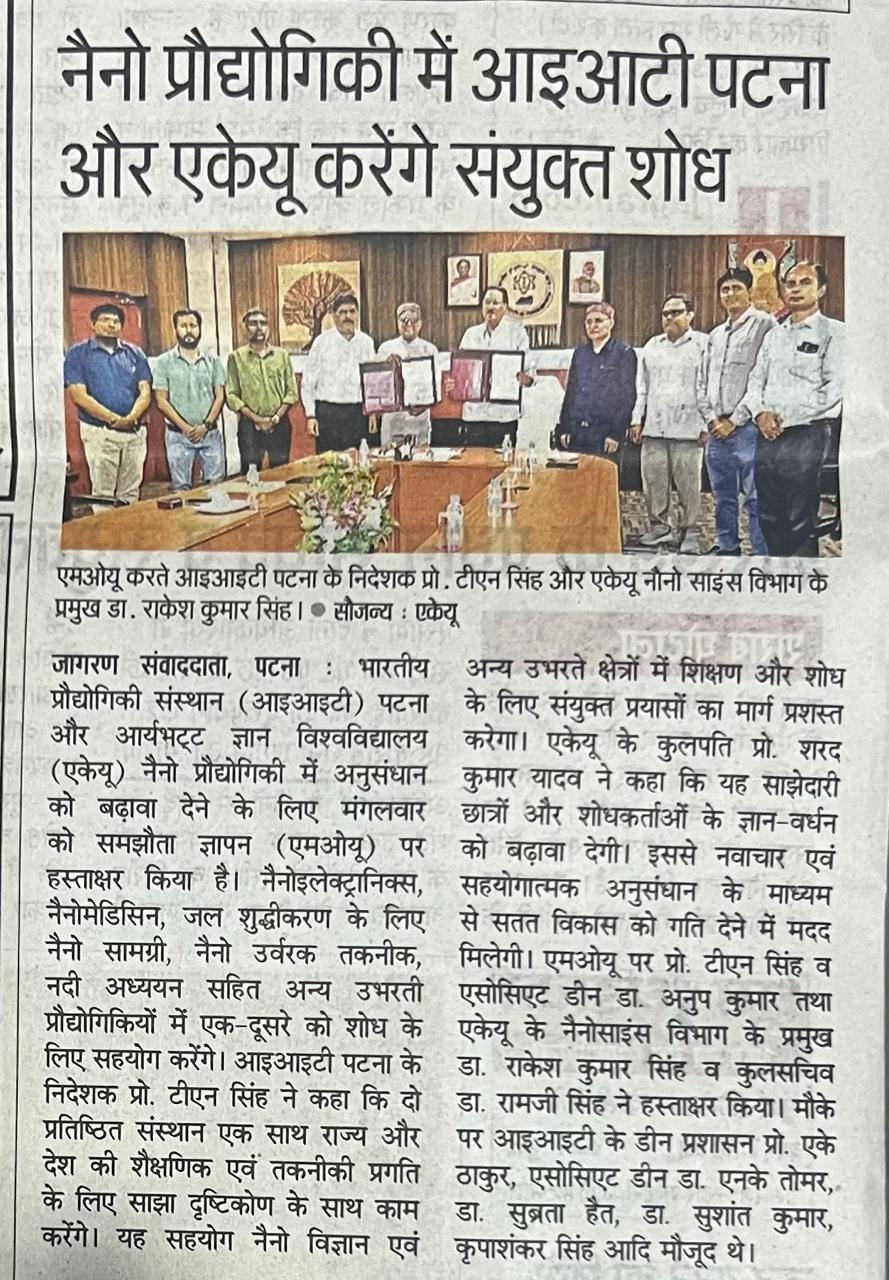 नैनो प्रौद्योगिकी में आइआटी पटना
और एकेयू करेंगे संयुक्त शोध
एमओयू करते आइआइटी पटना के निदेशक प्रो. टीएन सिंह और एकेयू नौनो साइंस विभाग के
प्रमुख डा. राकेश कुमार सिंह। ● सौजन्य : एकेयू
जागरण संवाददाता, पटना : भारतीय
प्रौद्योगिकी संस्थान (आइआइटी) पटना
और आर्यभट्ट ज्ञान विश्वविद्यालय
(एकेयू) नैनो प्रौद्योगिकी में अनुसंधान
को बढ़ावा देने के लिए मंगलवार
को समझौता ज्ञापन (एमओयू) पर
हस्ताक्षर किया है। नैनोइलेक्ट्रानिक्स,
नैनोमेडिसिन, जल शुद्धीकरण के लिए
नैनो सामग्री, नैनो उर्वरक तकनीक,
नदी अध्ययन सहित अन्य उभरती
प्रौद्योगिकियों में एक-दूसरे को शोध के
लिए सहयोग करेंगे। आइआइटी पटना के
निदेशक प्रो. टीएन सिंह ने कहा कि दो
प्रतिष्ठित संस्थान एक साथ राज्य और
देश की शैक्षणिक एवं तकनीकी प्रगति
के लिए साझा दृष्टिकोण के साथ काम
करेंगे। यह सहयोग नैनो विज्ञान एवं
अन्य उभरते क्षेत्रों में शिक्षण और शोध
के लिए संयुक्त प्रयासों का मार्ग प्रशस्त
करेगा। एकेयू के कुलपति प्रो. शरद
कुमार यादव ने कहा कि यह साझेदारी
छात्रों और शोधकर्ताओं के ज्ञान-वर्धन
को बढ़ावा देगी। इससे नवाचार एवं
सहयोगात्मक अनुसंधान के माध्यम
से सतत विकास को गति देने में मदद
मिलेगी। एमओयू पर प्रो. टीएन सिंह व
एसोसिएट डीन डा. अनुप कुमार तथा
एकेयू के नैनोसाइंस विभाग के प्रमुख
डा. राकेश कुमार सिंह व कुलसचिव
डा. रामजी सिंह ने हस्ताक्षर किया। मौके
पर आइआइटी के डीन प्रशासन प्रो. एके
ठाकुर, एसोसिएट डीन डा. एनके तोमर,
डा. सुब्रता हैत, डा. सुशांत कुमार,
कृपाशंकर सिंह आदि मौजूद थे।